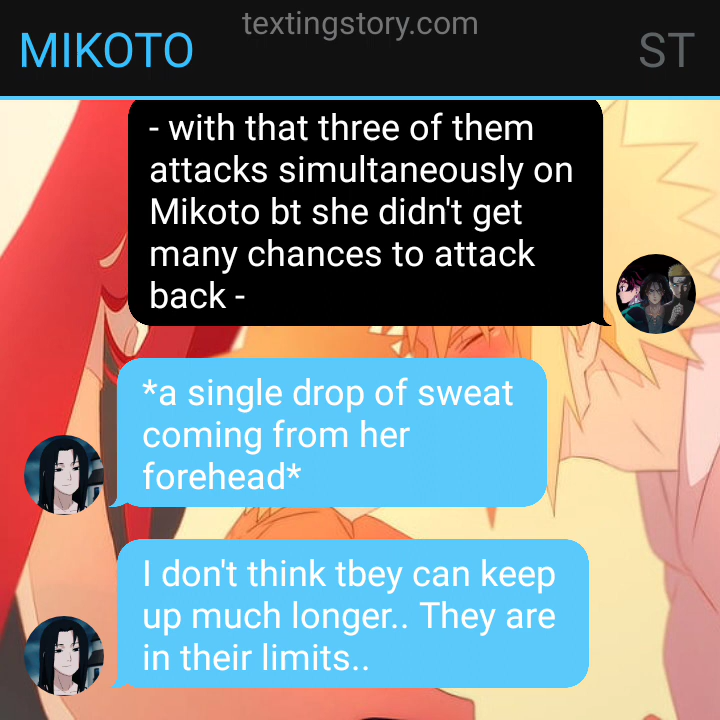 textingstory.com
MIKOTO
ST
- with that three of them
attacks simultaneously on
Mikoto bt she didn't get
many chances to attack
back -
*a single drop of sweat
coming from her
forehead*
I don't think tbey can keep
up much longer.. They are
in their limits..